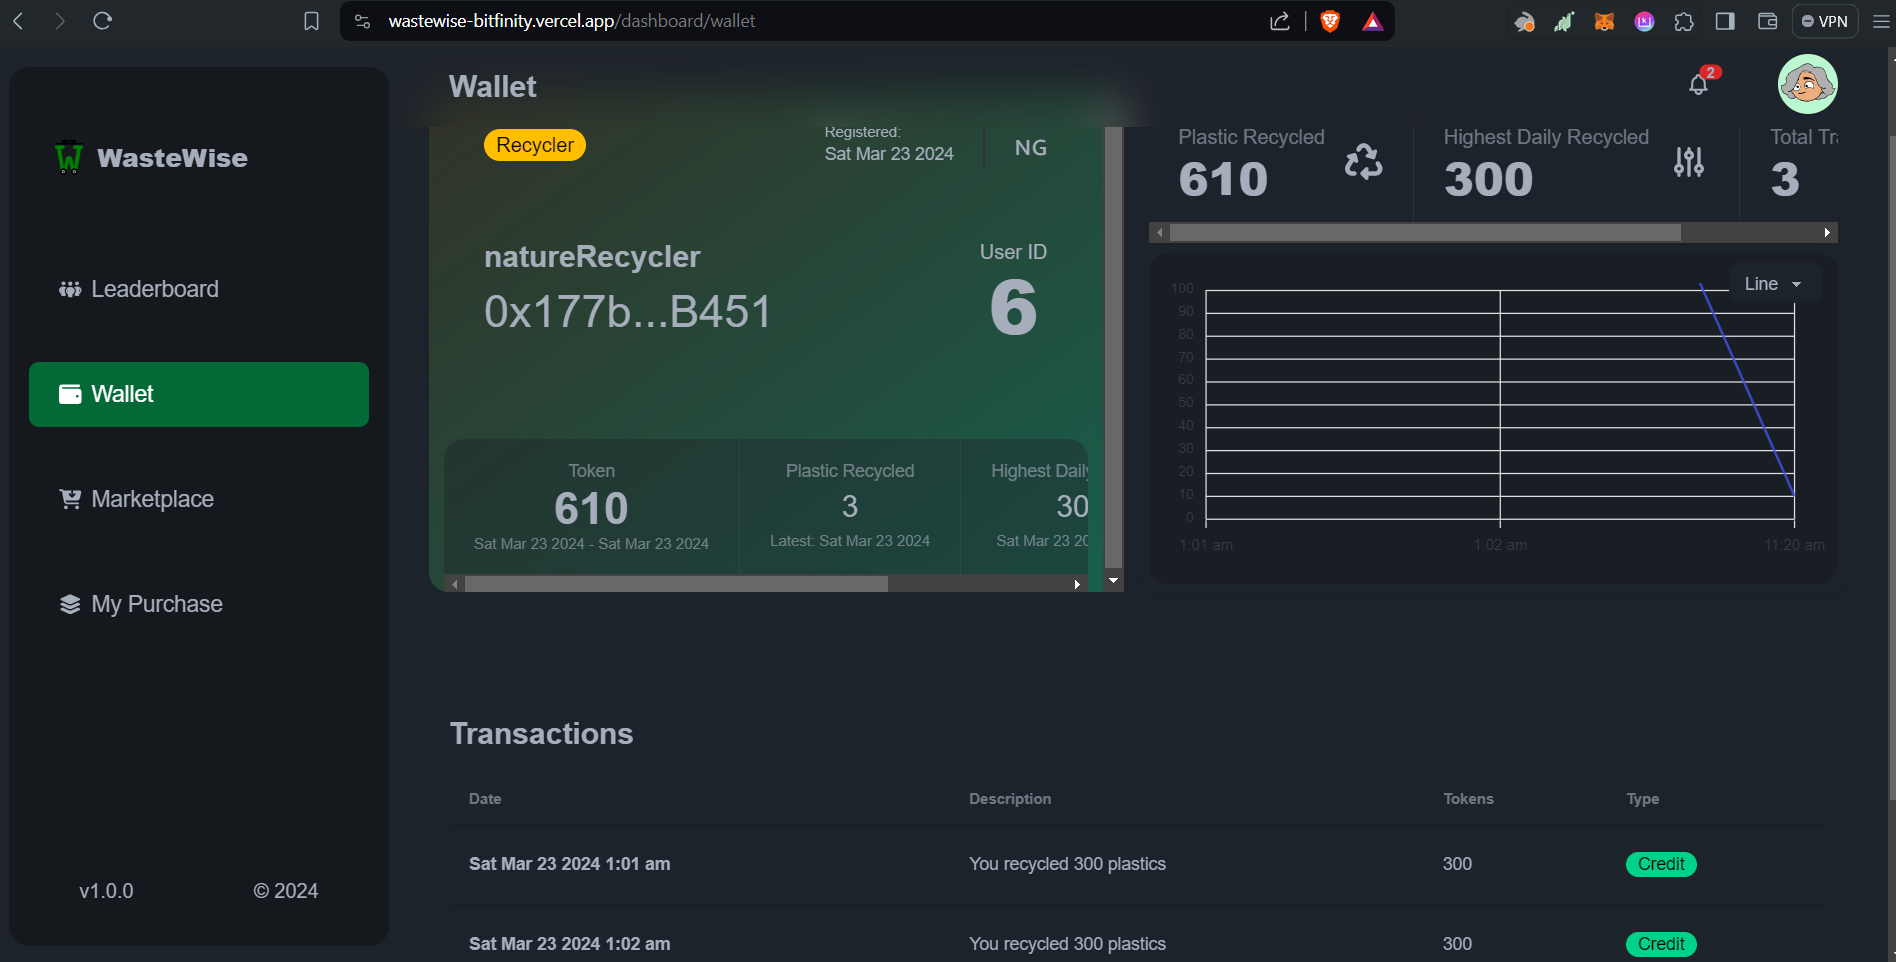 wastewise-bitfinity.vercel.app/dashboard/wallet
VPN
WasteWise
Leaderboard
Wallet
Marketplace
My Purchase
v1.0.0
© 2024
Wallet
2
Recycler
Registered:
Sat Mar 23 2024
NG
natureRecycler
0x177b...B451
User ID
6
Token
610
Sat Mar 23 2024 - Sat Mar 23 2024
Plastic Recycled
3
Latest: Sat Mar 23 2024
Highest Daily
30
Sat Mar 23 20
Plastic Recycled
610
Highest Daily Recycled
300
Total Tr
3
Line
100
90
80
70
60
50
40
30
20
10
0
1:01 am
1:02 am
11:20 am
Transactions
Date Description Tokens Type
Sat Mar 23 2024 1:01 am You recycled 300 plastics 300 Credit
Sat Mar 23 2024 1:02 am You recycled 300 plastics 300 Credit